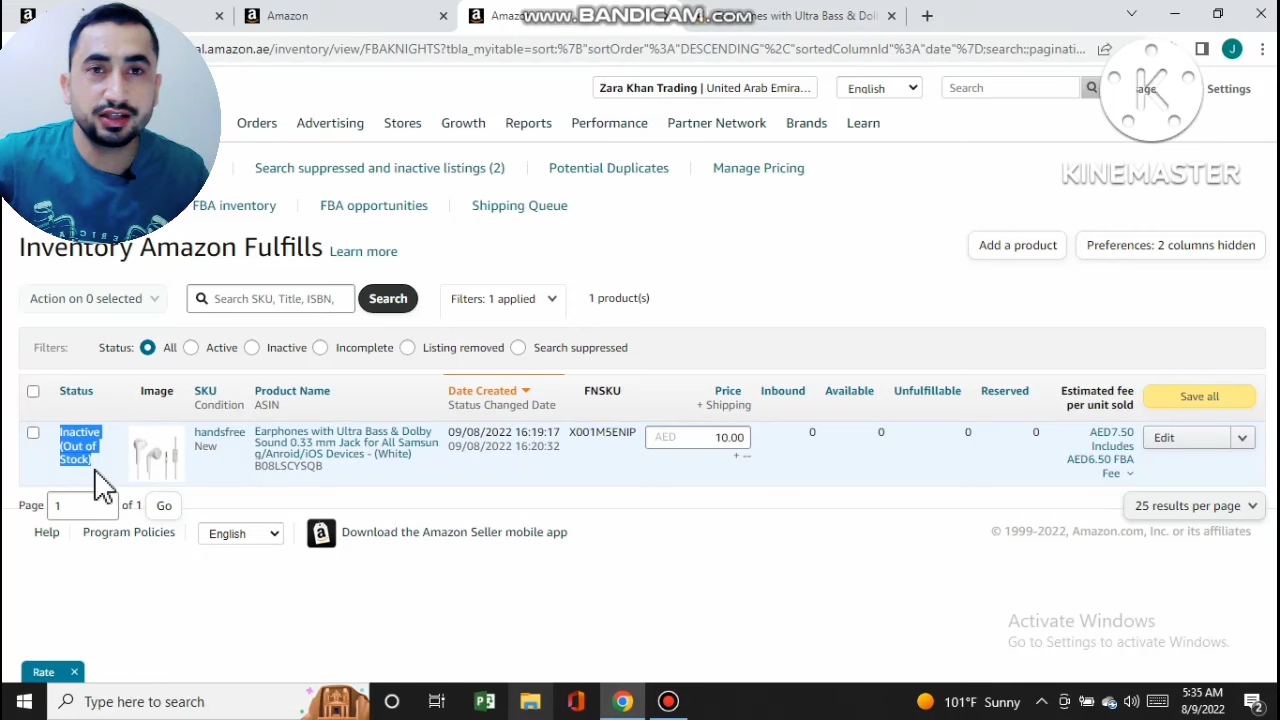 Amazon
Amazo
www.BANDICAM.com
nes with Ultra Bass & Dol
al.amazon.ae/inventory/view/FBAKNIGHTS?tbla_myitable=sort:%7B"sortOrder"%3A"DESCENDING"%2C"sortedColumnId"%3A"date"%7D;search:;paginati...
J
Zara Khan Trading | United Arab Emira...
English
Search
Settings
K
KINEMASTER
Orders
Advertising
Stores
Growth
Reports
Performance
Partner Network
Brands
Learn
Search suppressed and inactive listings (2)
Potential Duplicates
Manage Pricing
FBA inventory
FBA opportunities
Shipping Queue
Inventory Amazon Fulfills Learn more
Add a product
Preferences: 2 columns hidden
Action on 0 selected
Search SKU, Title, ISBN,
Search
Filters: 1 applied
1 product(s)
Filters: Status: All Active Inactive Incomplete Listing removed Search suppressed
Status
Image
SKU
Condition
Product Name
ASIN
Date Created
Status Changed Date
FNSKU
Price
+ Shipping
Inbound
Available
Unfulfillable
Reserved
Estimated fee
per unit sold
Save all
Inactive
(Out of
Stock)
handsfree
New
Earphones with Ultra Bass & Dolby
Sound 0.33 mm Jack for All Samsun
g/Anroid/iOS Devices - (White)
B08LSCYSQB
09/08/2022 16:19:17
09/08/2022 16:20:32
X001M5ENIP
AED 10.00
+ --
0
0
0
0
AED7.50
Includes
AED6.50 FBA
Fee
Edit
Page 1 of 1 Go
25 results per page
Help
Program Policies
English
a
Download the Amazon Seller mobile app
© 1999-2022, Amazon.com, Inc. or its affiliates
Activate Windows
Go to Settings to activate Windows.
Rate
Type here to search
101°F Sunny
5:35 AM
8/9/2022
2